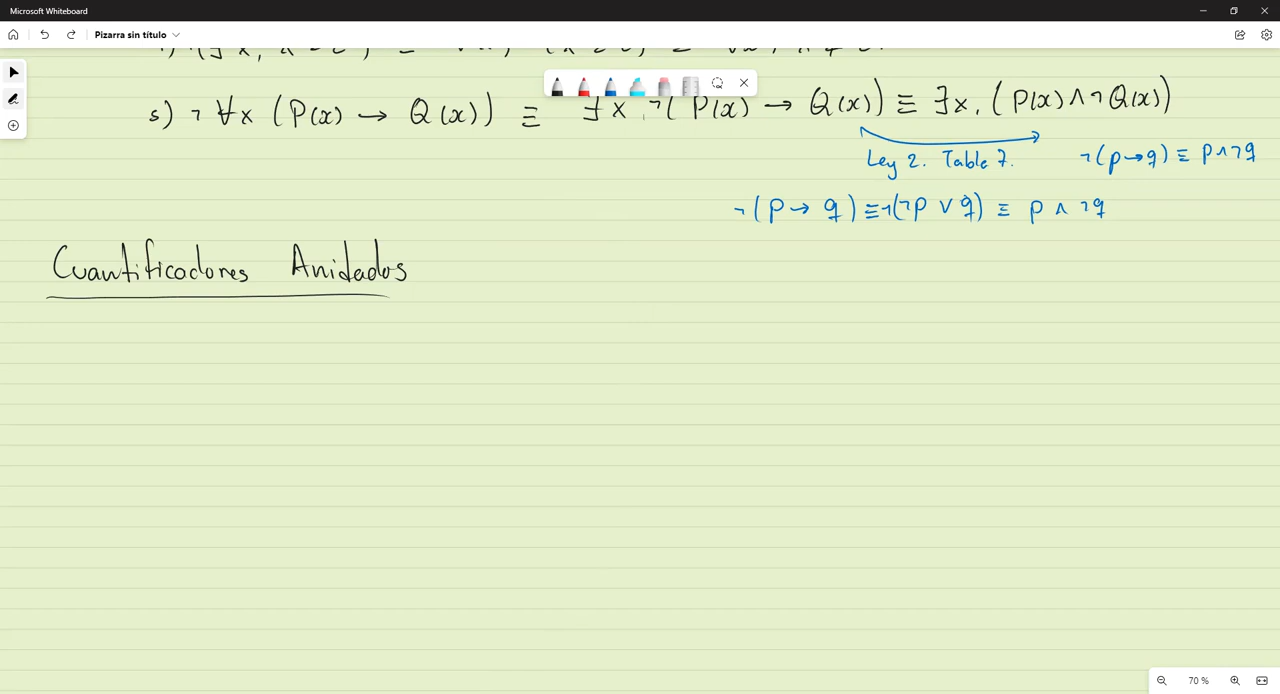 Microsoft Whiteboard
Pizarra sin título
s) ¬ ∀x (P(x) → Q(x)) ≡ ∃x, ¬(P(x) → Q(x)) ≡ ∃x, (P(x) ∧ ¬Q(x))
Ley 2. Table 7. ¬(p→q) ≡ p∧¬q
¬(p → q) ≡ ¬(¬p ∨ q) ≡ p ∧ ¬q
Cuantificadores Anidados
70 %